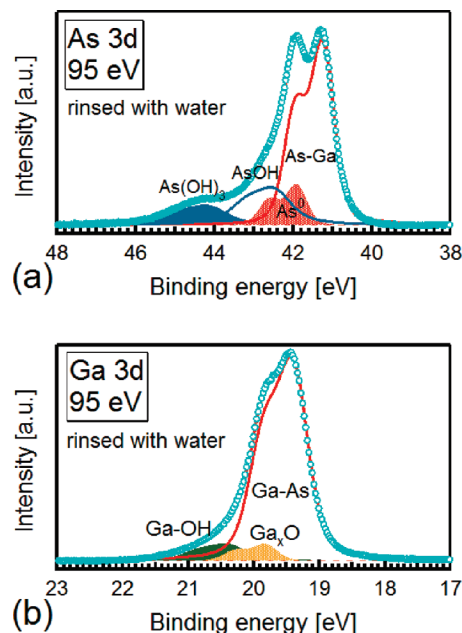 As 3d
95 eV
rinsed with water
As-Ga
AsOH
As(OH)₃
As⁰
Intensity [a.u.]
48 46 44 42 40 38
Binding energy [eV]
(a)
Ga 3d
95 eV
rinsed with water
Ga-As
Ga-OH
GaₓO
Intensity [a.u.]
23 22 21 20 19 18 17
Binding energy [eV]
(b)